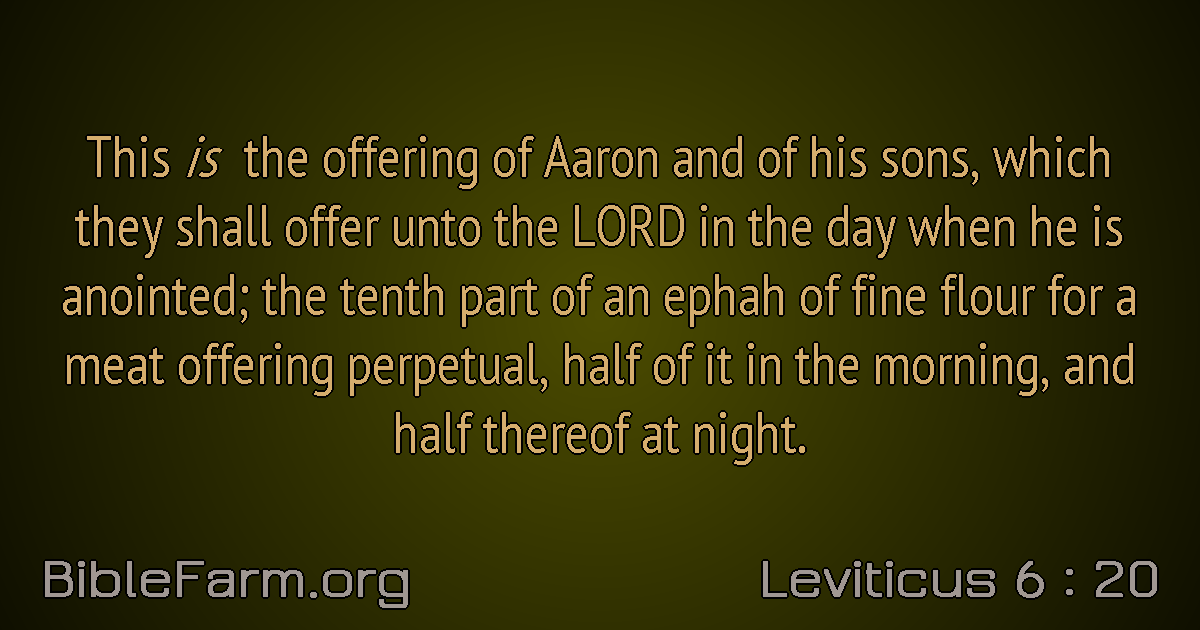 This is the offering of Aaron and of his sons, which
they shall offer unto the LORD in the day when he is
anointed; the tenth part of an ephah of fine flour for a
meat offering perpetual, half of it in the morning, and
half thereof at night.
BibleFarm.org
Leviticus 6 : 20